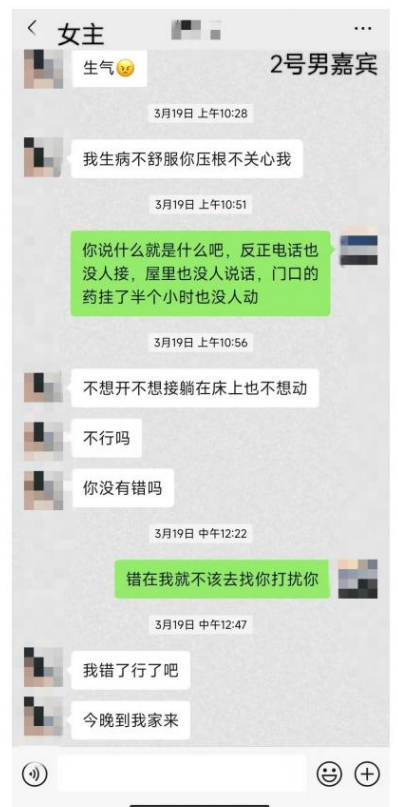 女主
2号男嘉宾
生气😠
3月19日 上午10:28
我生病不舒服你压根不关心我
3月19日 上午10:51
你说什么就是什么吧，反正电话也
没人接，屋里也没人说话，门口的
药挂了半个小时也没人动
3月19日 上午10:56
不想开不想接躺在床上也不想动
不行吗
你没有错吗
3月19日 中午12:22
错在我就不该去找你打扰你
3月19日 中午12:47
我错了行了吧
今晚到我家来